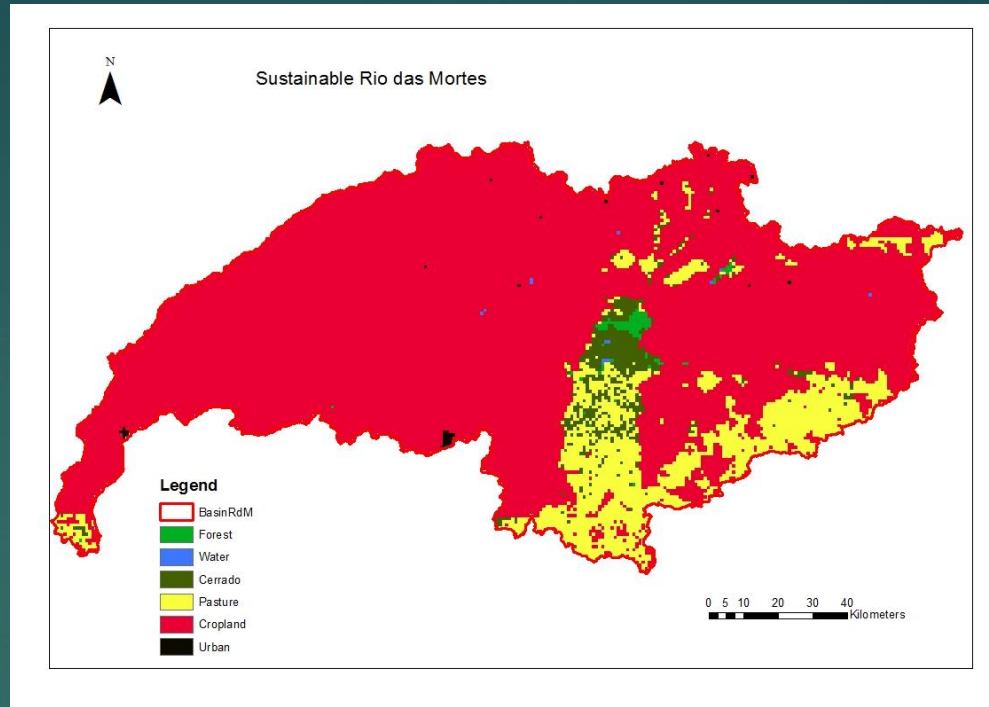 N
Sustainable Rio das Mortes
Legend
BasinRdM
Forest
Water
Cerrado
Pasture
Cropland
Urban
0 5 10 20 30 40
Kilometers